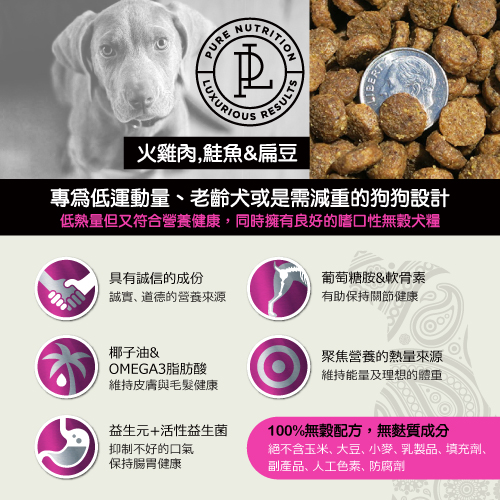 PURE NUTRITION
PL
LUXURIOUS RESULTS
LIBERTY
火雞肉,鮭魚&扁豆
專為低運動量、老齡犬或是需減重的狗狗設計
低熱量但又符合營養健康，同時擁有良好的嗜口性無穀犬糧
具有誠信的成份
誠實、道德的營養來源
葡萄糖胺&軟骨素
有助保持關節健康
椰子油&
OMEGA3脂肪酸
維持皮膚與毛髮健康
聚焦營養的熱量來源
維持能量及理想的體重
益生元+活性益生菌
抑制不好的口氣
保持腸胃健康
100%無穀配方，無麩質成分
絕不含玉米、大豆、小麥、乳製品、填充劑、
副產品、人工色素、防腐劑